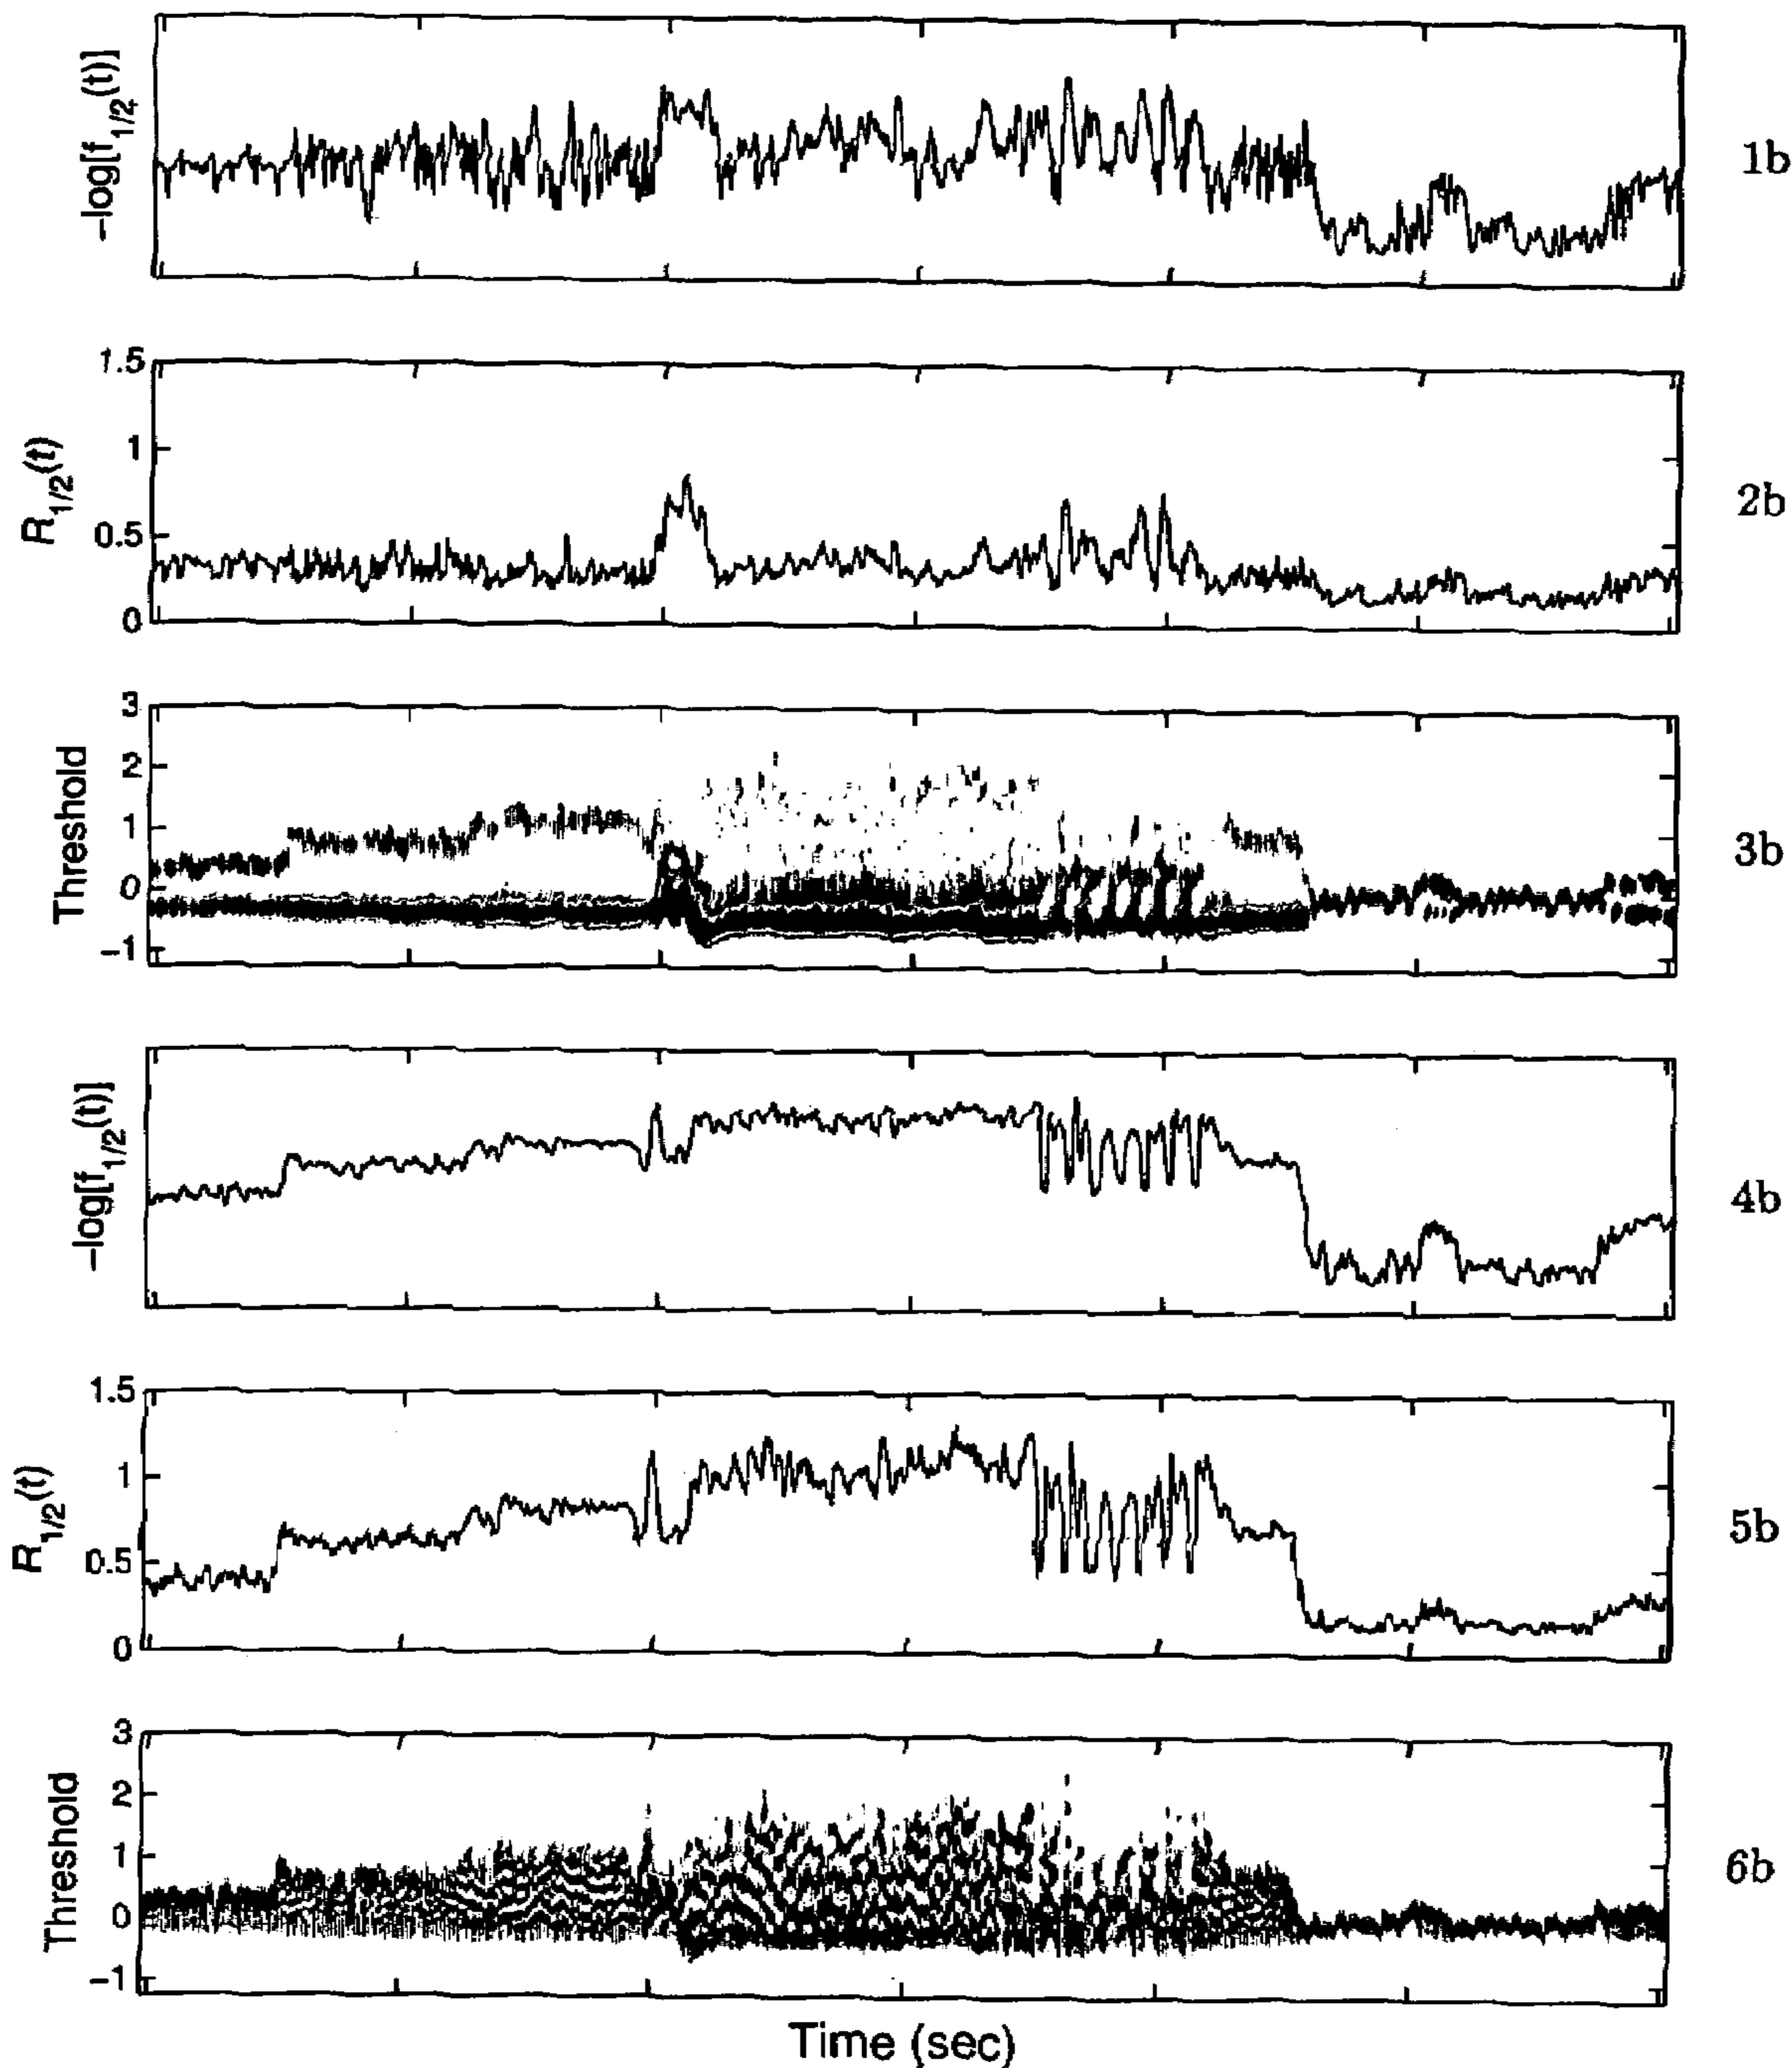 −log[f1/2(t)]
1b
1.5
1
0.5
0
R1/2(t)
2b
3
2
1
0
−1
Threshold
3b
−log[f1/2(t)]
4b
1.5
1
0.5
0
R1/2(t)
5b
3
2
1
0
−1
Threshold
6b
Time (sec)